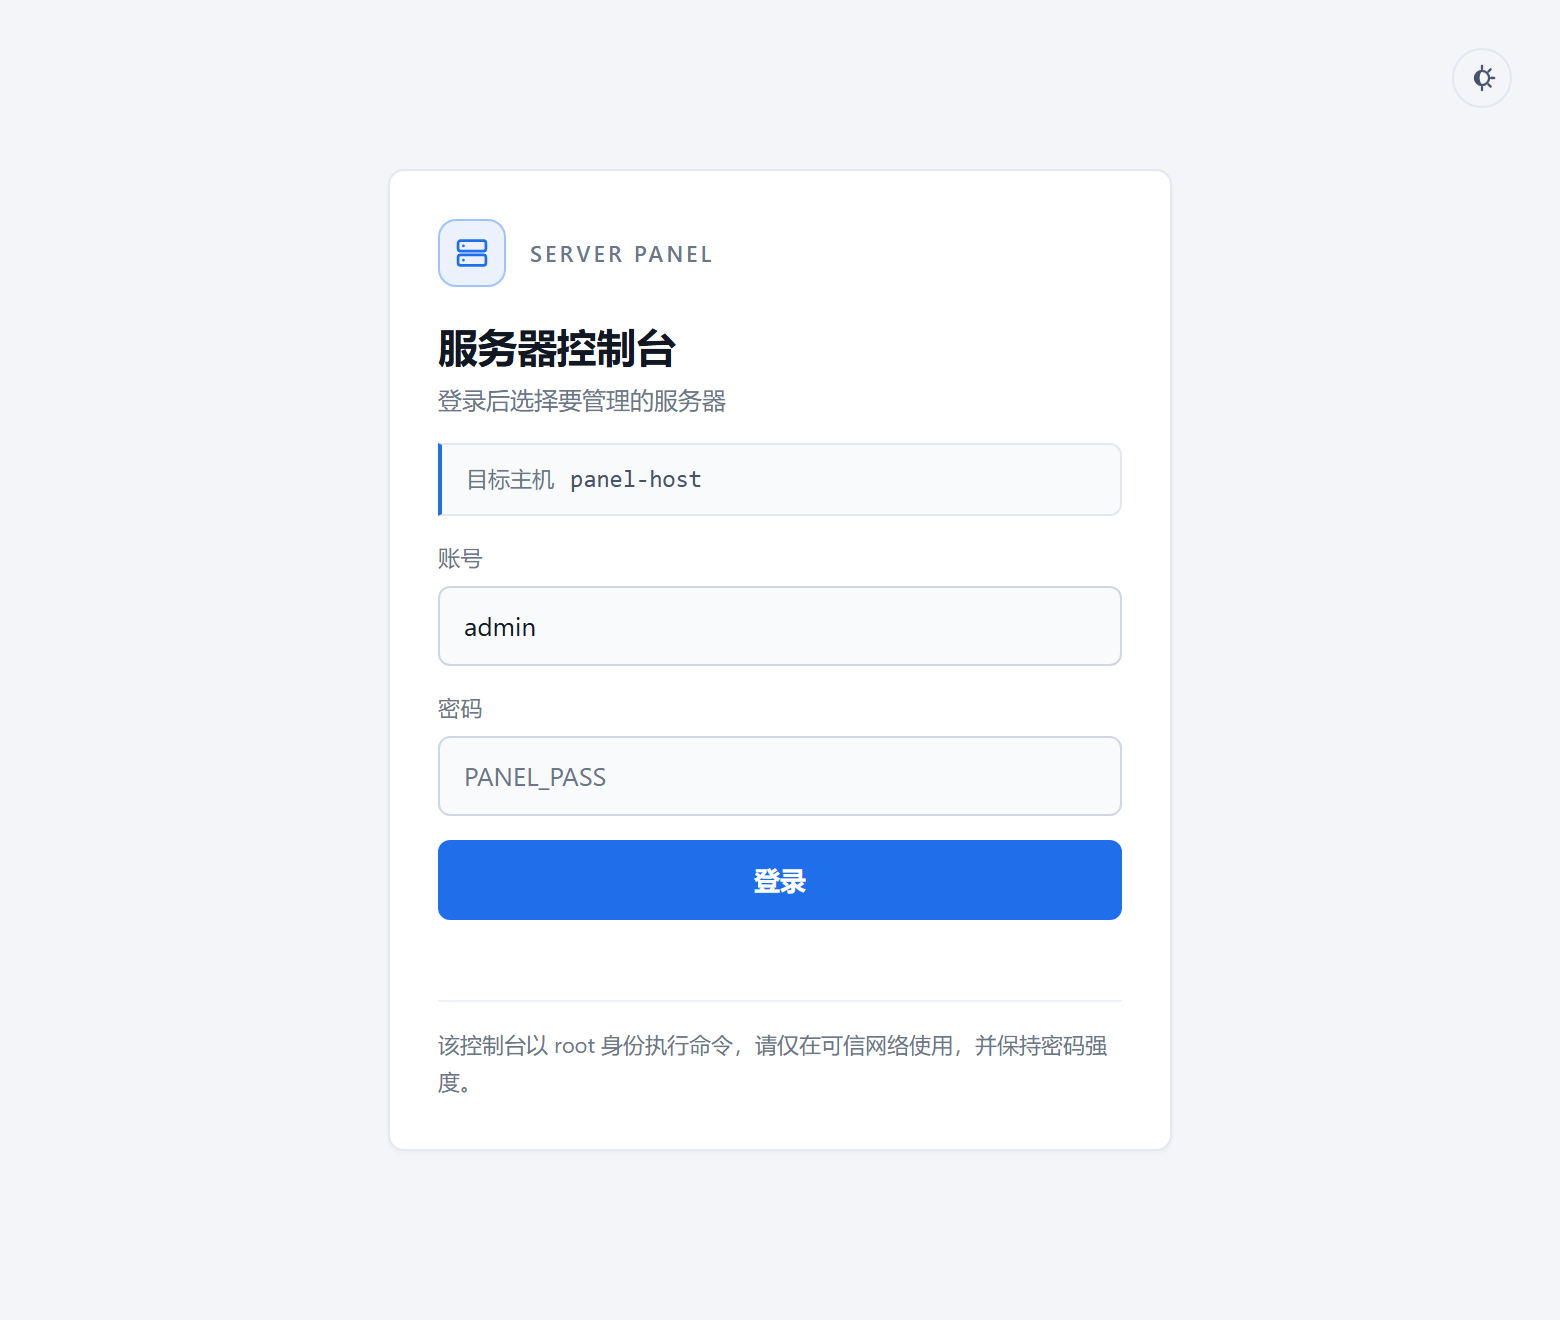 SERVER PANEL
服务器控制台
登录后选择要管理的服务器
目标主机 panel-host
账号
admin
密码
PANEL_PASS
登录
该控制台以 root 身份执行命令，请仅在可信网络使用，并保持密码强
度。